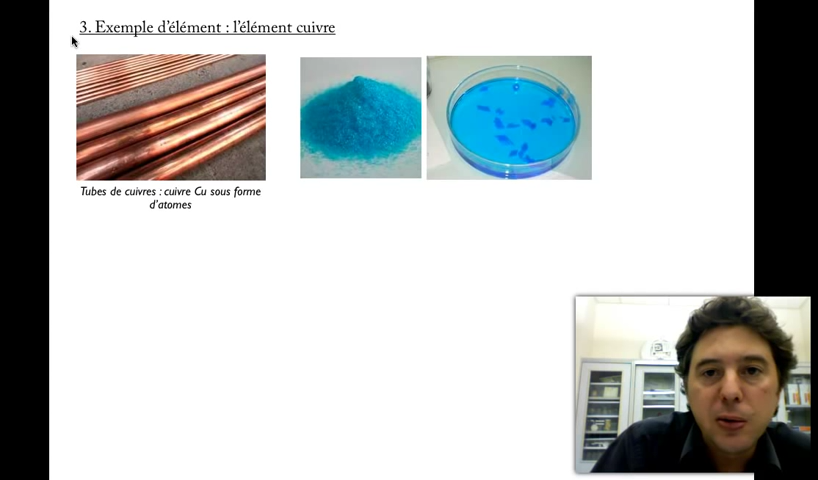 3. Exemple d'élément : l'élément cuivre
Tubes de cuivres : cuivre Cu sous forme
d'atomes